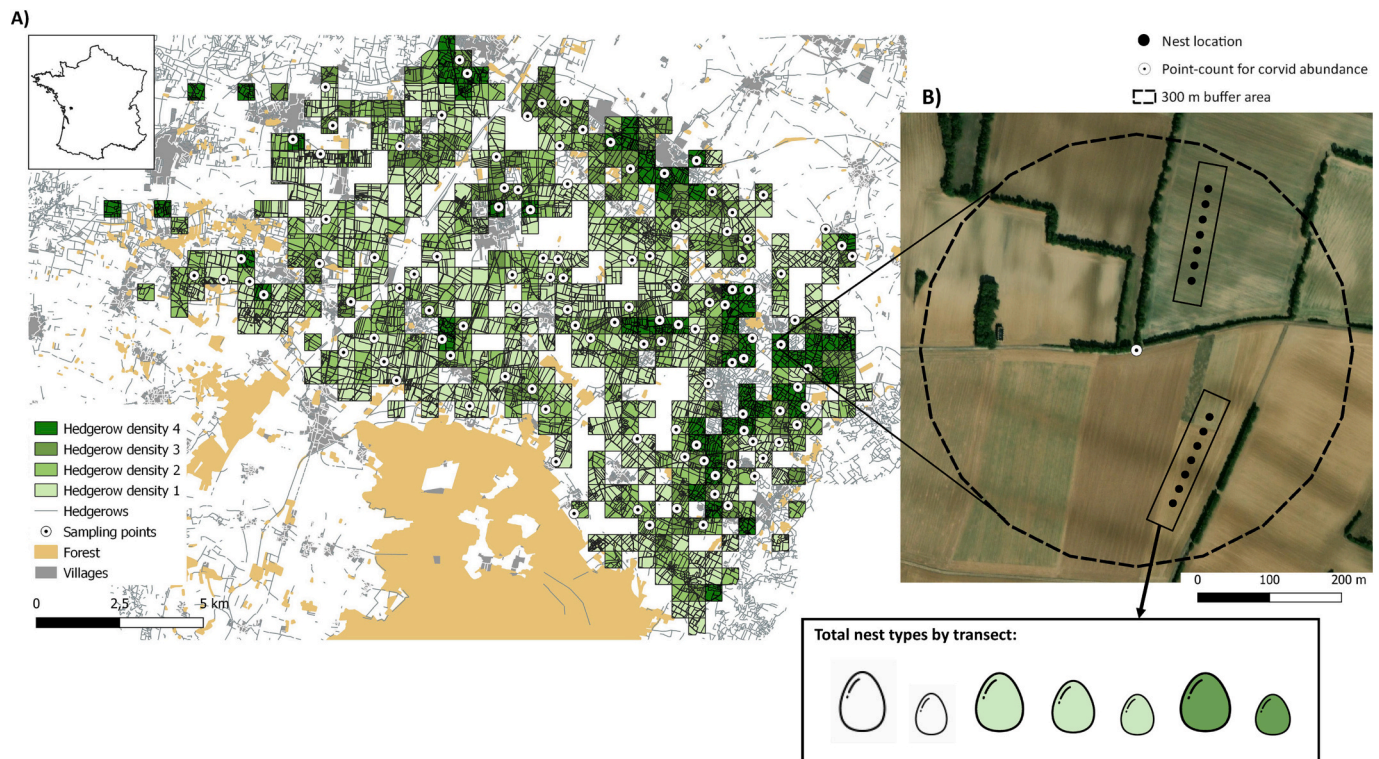 A)
Nest location
Point-count for corvid abundance
300 m buffer area
B)
Hedgerow density 4
Hedgerow density 3
Hedgerow density 2
Hedgerow density 1
Hedgerows
Sampling points
Forest
Villages
0 2,5 5 km
0 100 200 m
Total nest types by transect: